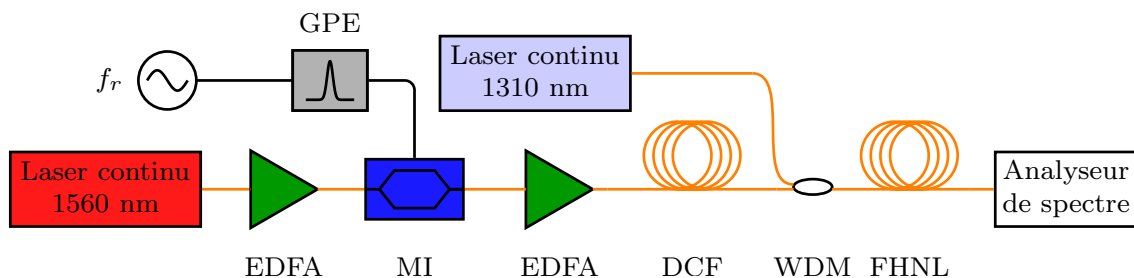 GPE
f_r
Laser continu
1310 nm
Laser continu
1560 nm
Analyseur
de spectre
EDFA
MI
EDFA
DCF
WDM
FHNL